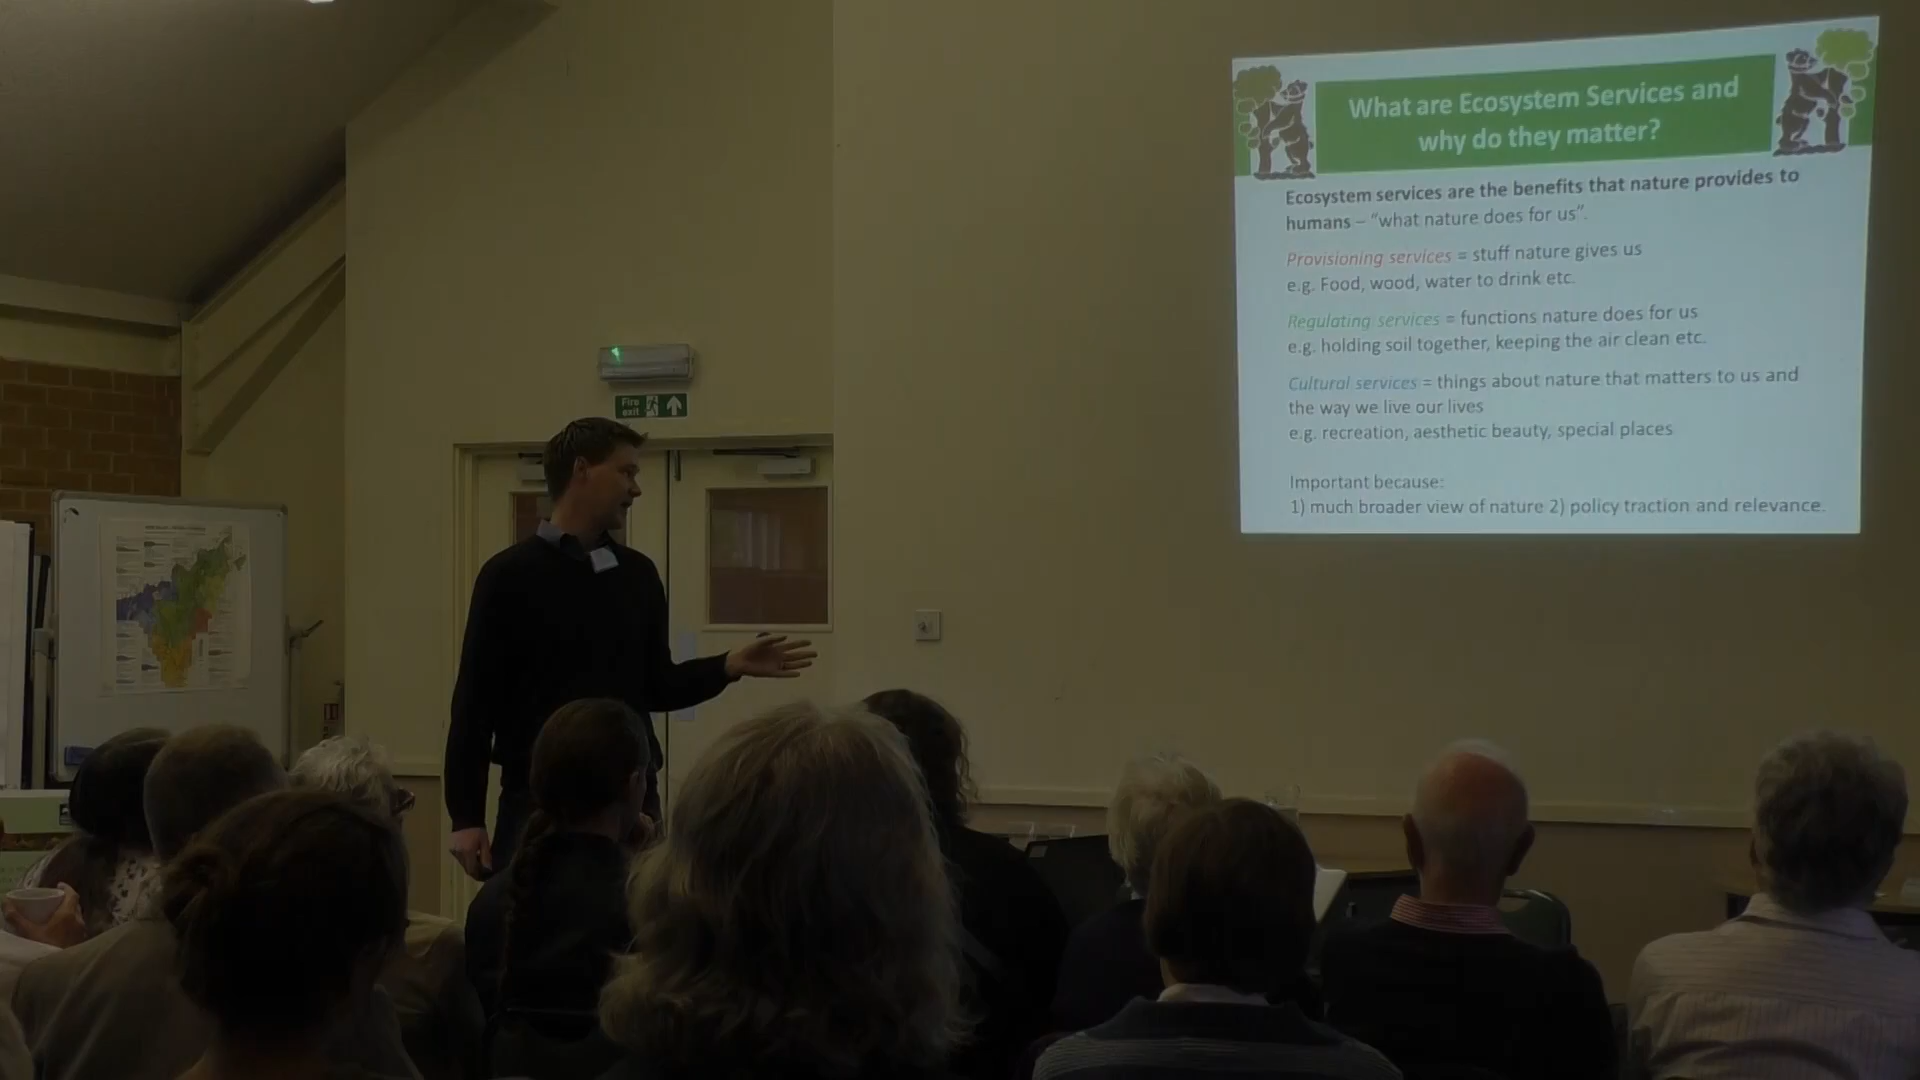 What are Ecosystem Services and
why do they matter?
Ecosystem services are the benefits that nature provides to
humans – “what nature does for us”.
Provisioning services = stuff nature gives us
e.g. Food, wood, water to drink etc.
Regulating services = functions nature does for us
e.g. holding soil together, keeping the air clean etc.
Cultural services = things about nature that matters to us and
the way we live our lives
e.g. recreation, aesthetic beauty, special places
Important because:
1) much broader view of nature 2) policy traction and relevance.
Fire
exit